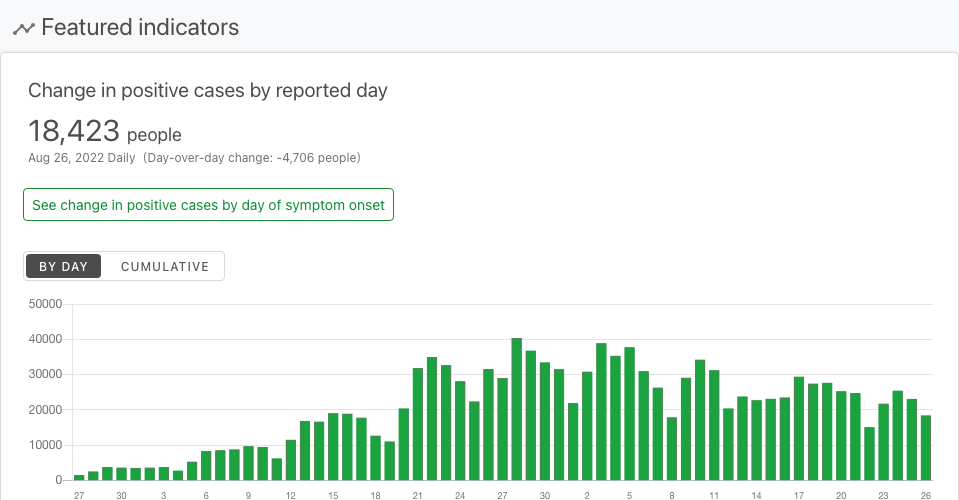 Featured indicators
Change in positive cases by reported day
18,423 people
Aug 26, 2022 Daily (Day-over-day change: -4,706 people)
See change in positive cases by day of symptom onset
BY DAY CUMULATIVE
50000
40000
30000
20000
10000
0
27 30 3 6 9 12 15 18 21 24 27 30 2 5 8 11 14 17 20 23 26